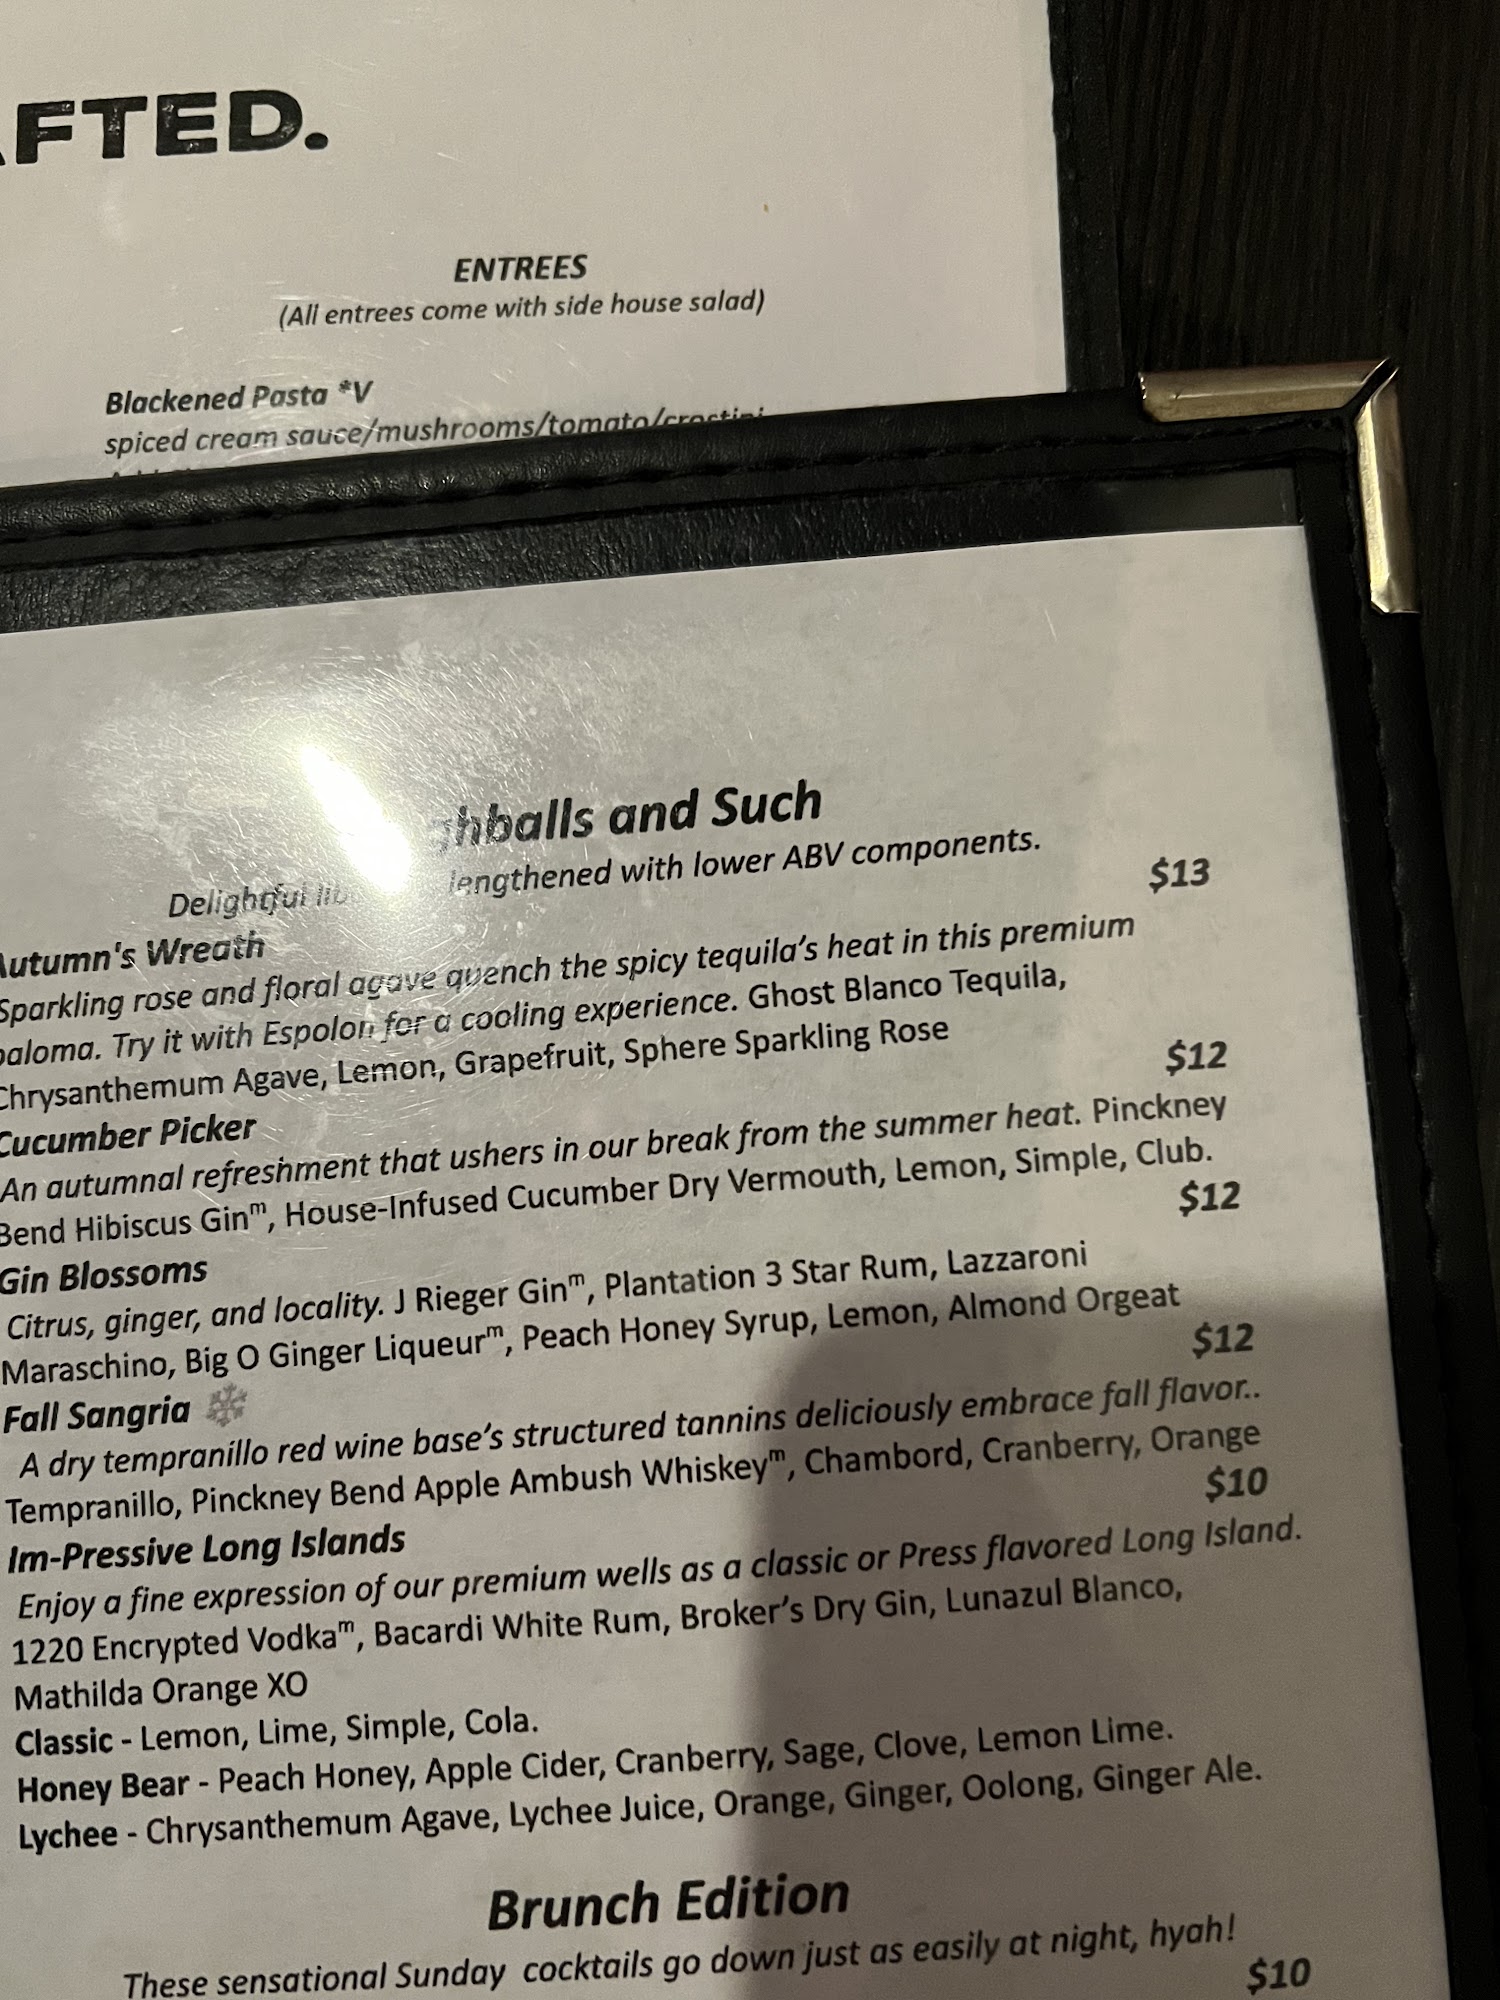 AFTED.
ENTREES
(All entrees come with side house salad)
Blackened Pasta *V
spiced cream sauce/mushrooms/tomato/crostini
ghballs and Such
Delightful lengthened with lower ABV components.
Autumn's Wreath $13
Sparkling rose and floral agave quench the spicy tequila's heat in this premium
paloma. Try it with Espolon for a cooling experience. Ghost Blanco Tequila,
Chrysanthemum Agave, Lemon, Grapefruit, Sphere Sparkling Rose
Cucumber Picker $12
An autumnal refreshment that ushers in our break from the summer heat. Pinckney
Bend Hibiscus Ginᵐ, House-Infused Cucumber Dry Vermouth, Lemon, Simple, Club.
Gin Blossoms $12
Citrus, ginger, and locality. J Rieger Ginᵐ, Plantation 3 Star Rum, Lazzaroni
Maraschino, Big O Ginger Liqueurᵐ, Peach Honey Syrup, Lemon, Almond Orgeat
Fall Sangria ❄ $12
A dry tempranillo red wine base's structured tannins deliciously embrace fall flavor..
Tempranillo, Pinckney Bend Apple Ambush Whiskeyᵐ, Chambord, Cranberry, Orange
Im-Pressive Long Islands $10
Enjoy a fine expression of our premium wells as a classic or Press flavored Long Island.
1220 Encrypted Vodkaᵐ, Bacardi White Rum, Broker's Dry Gin, Lunazul Blanco,
Mathilda Orange XO
Classic - Lemon, Lime, Simple, Cola.
Honey Bear - Peach Honey, Apple Cider, Cranberry, Sage, Clove, Lemon Lime.
Lychee - Chrysanthemum Agave, Lychee Juice, Orange, Ginger, Oolong, Ginger Ale.
Brunch Edition
These sensational Sunday cocktails go down just as easily at night, hyah!
$10